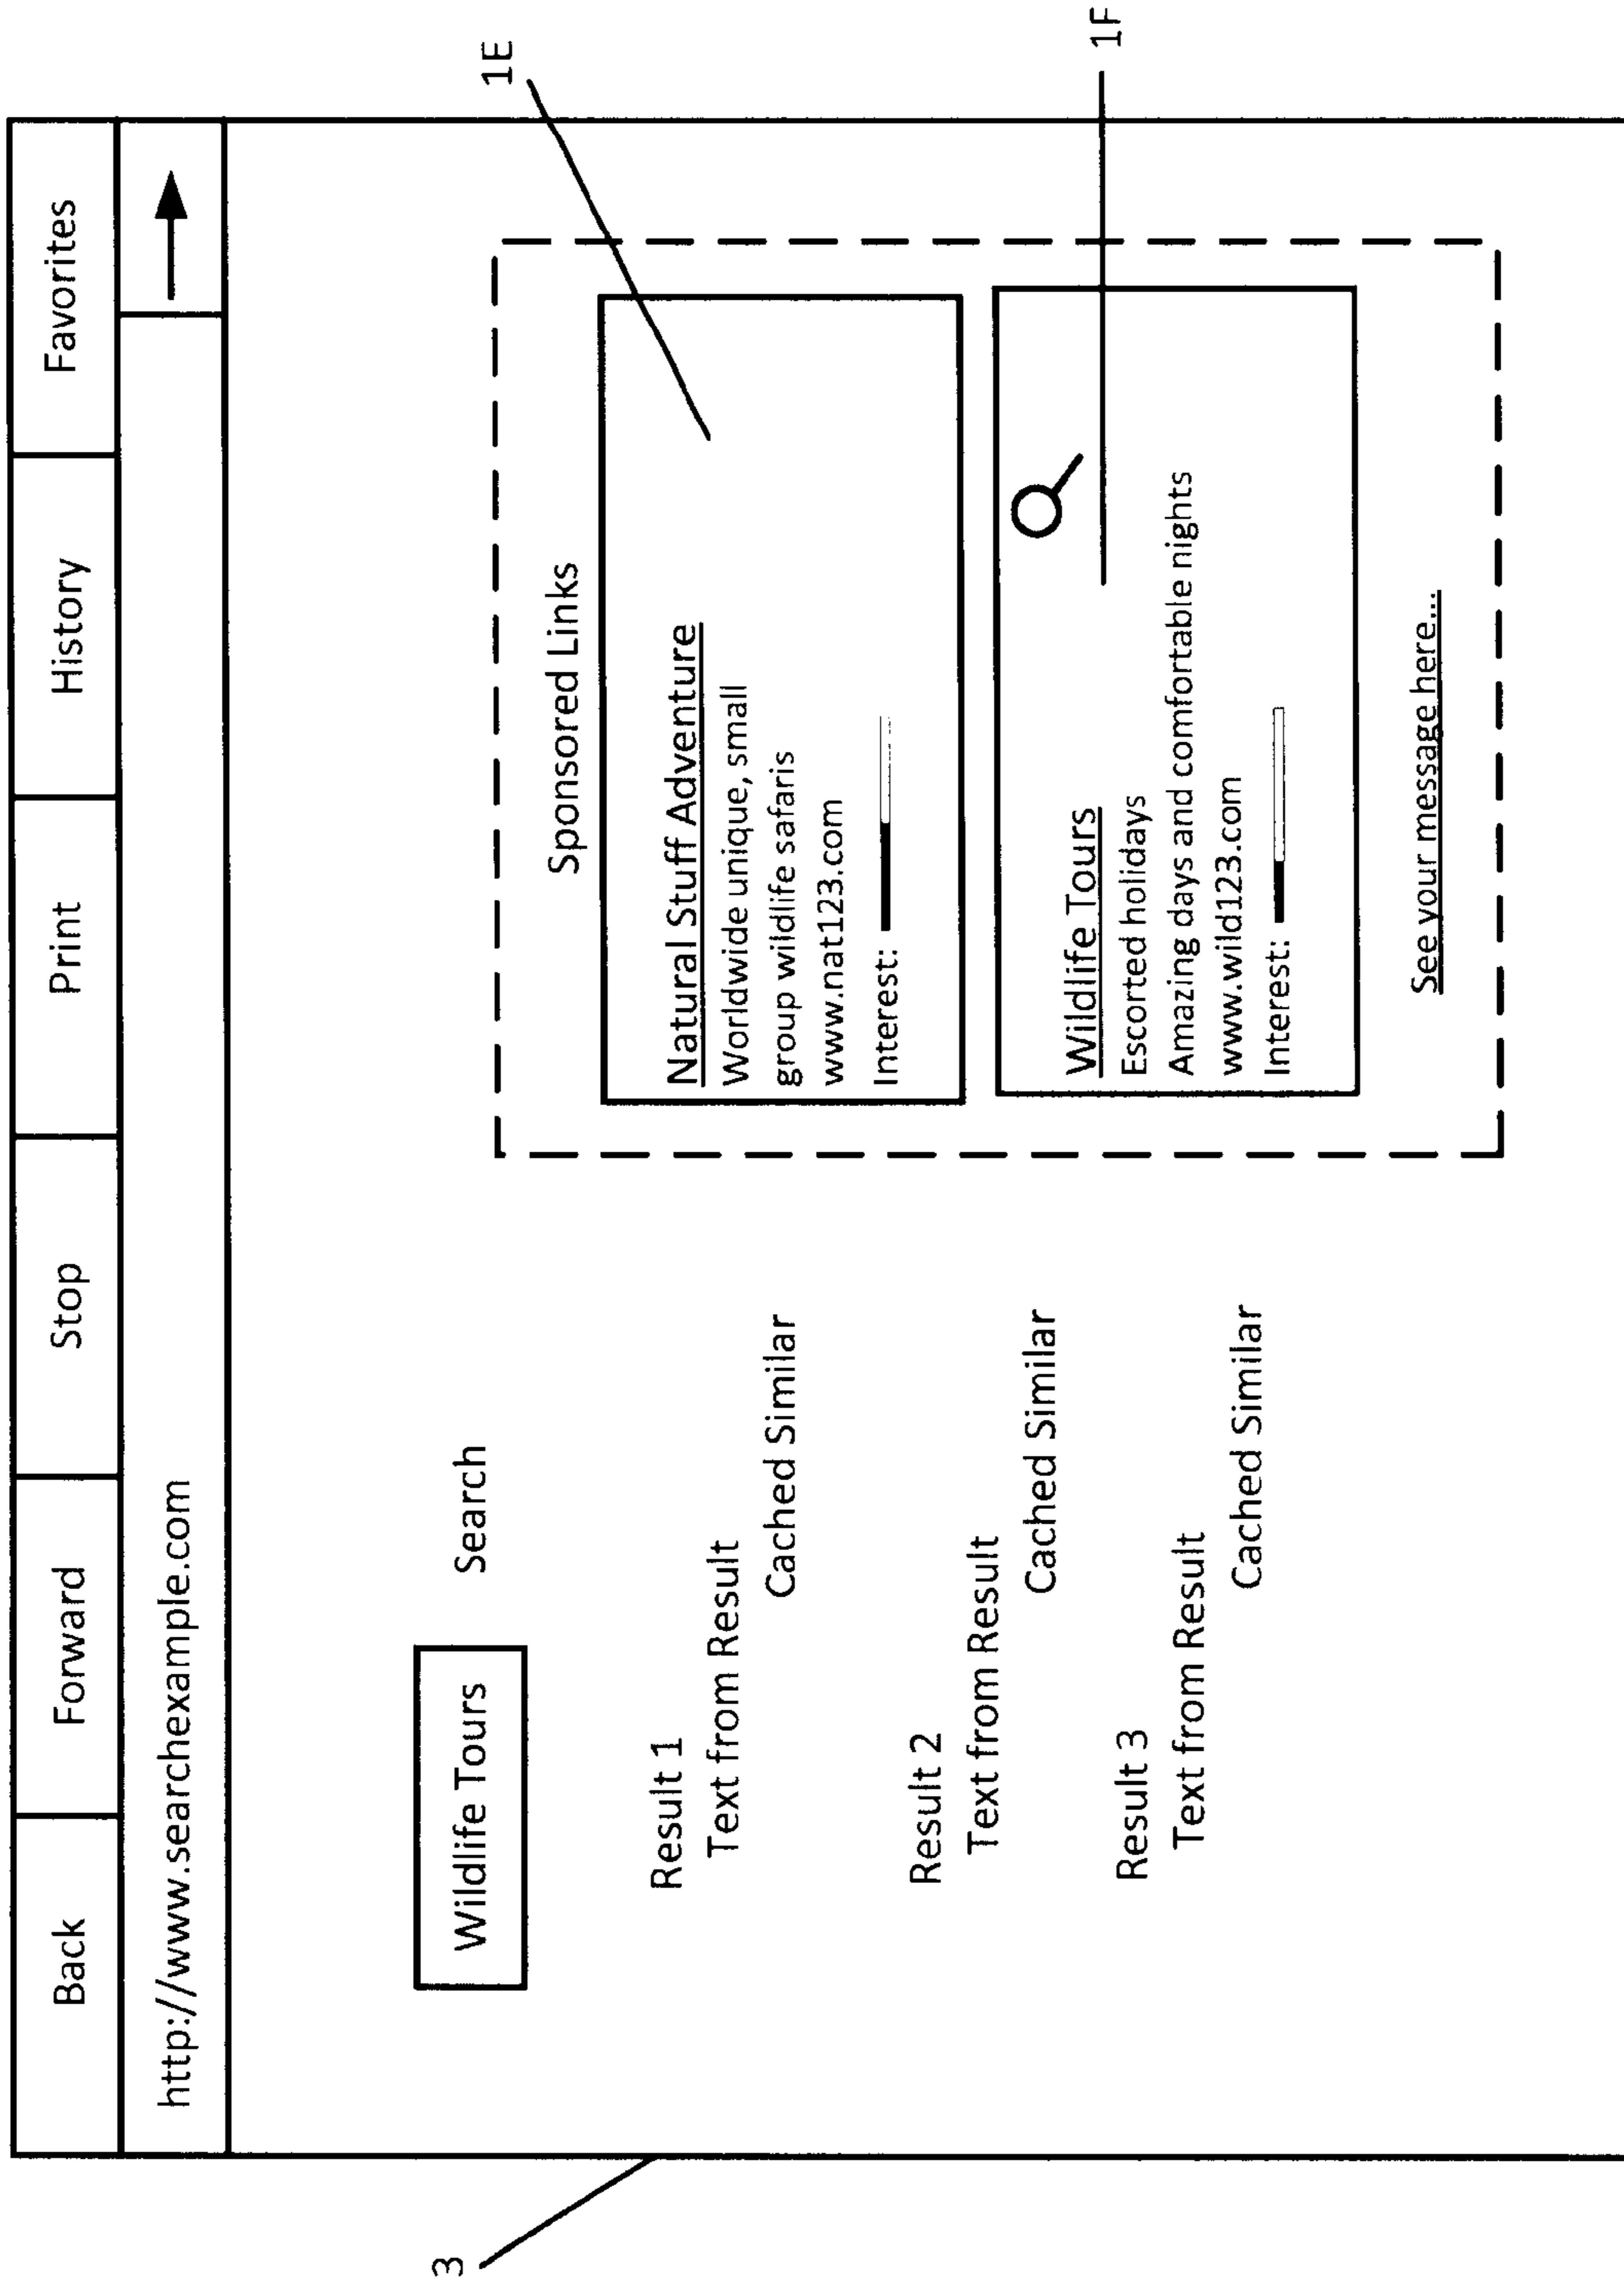 Back
Forward
Stop
Print
History
Favorites
http://www.searchexample.com
3
Wildlife Tours
Search
Result 1
Text from Result
Cached Similar
Result 2
Text from Result
Cached Similar
Result 3
Text from Result
Cached Similar
1E
Sponsored Links
Natural Stuff Adventure
Worldwide unique, small
group wildlife safaris
www.nat123.com
Interest:
1F
Wildlife Tours
Escorted holidays
Amazing days and comfortable nights
www.wild123.com
Interest:
See your message here...